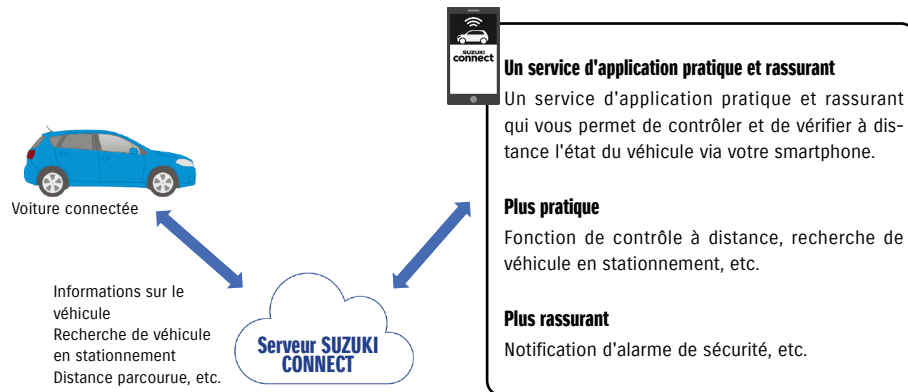 SUZUKI
connect
Un service d'application pratique et rassurant
Un service d'application pratique et rassurant
qui vous permet de contrôler et de vérifier à dis-
tance l'état du véhicule via votre smartphone.
Plus pratique
Fonction de contrôle à distance, recherche de
véhicule en stationnement, etc.
Plus rassurant
Notification d'alarme de sécurité, etc.
Voiture connectée
Informations sur le
véhicule
Recherche de véhicule
en stationnement
Distance parcourue, etc.
Serveur SUZUKI
CONNECT